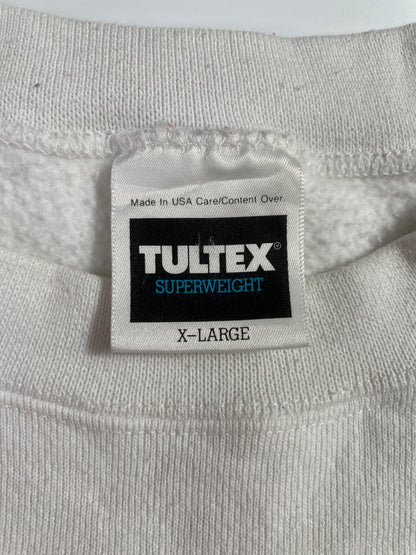 Made In USA Care/Content Over.
TULTEX®
SUPERWEIGHT
X-LARGE